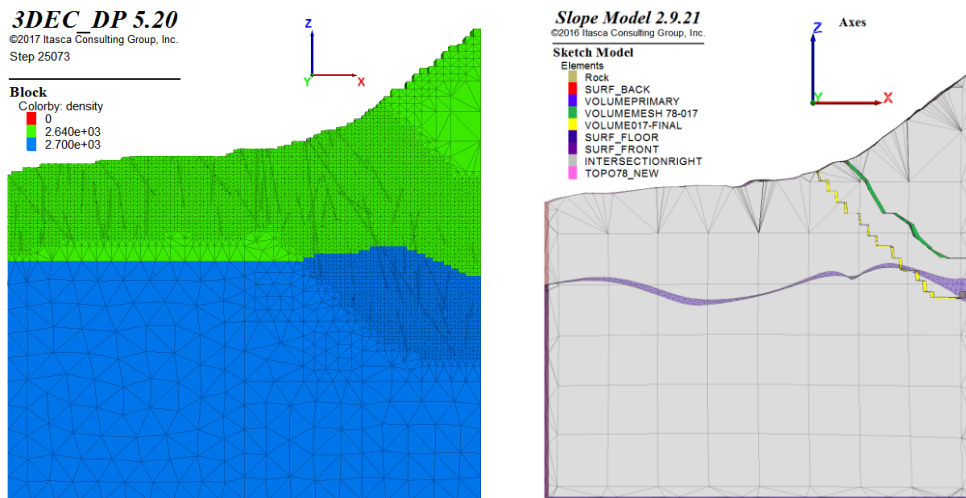 3DEC_DP 5.20
©2017 Itasca Consulting Group, Inc.
Step 25073
Block
Colorby: density
0
2.640e+03
2.700e+03
Z
Y
X
Slope Model 2.9.21
©2016 Itasca Consulting Group, Inc.
Sketch Model
Elements
Rock
SURF_BACK
VOLUMEPRIMARY
VOLUMEMESH 78-017
VOLUME017-FINAL
SURF_FLOOR
SURF_FRONT
INTERSECTIONRIGHT
TOPO78_NEW
Axes
Z
Y
X